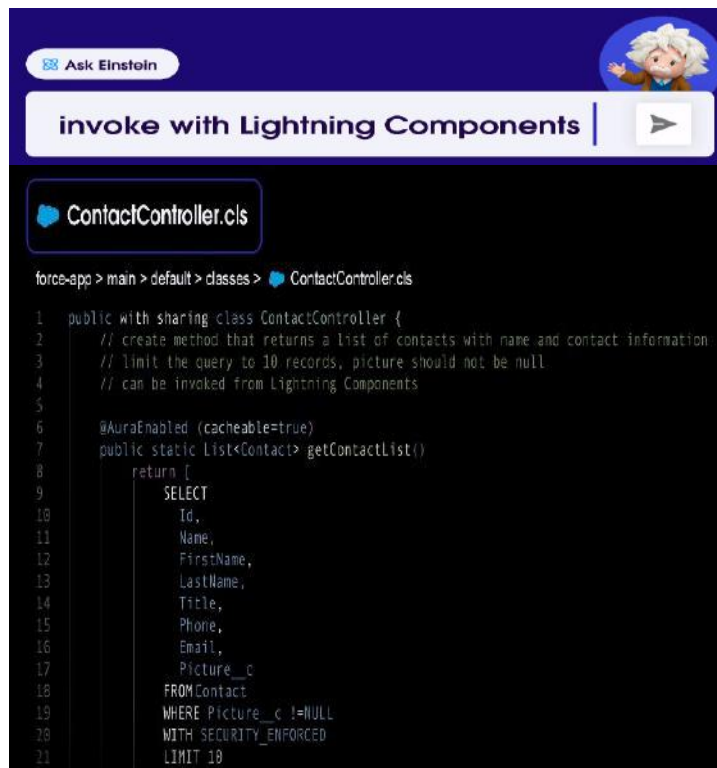 Ask Einstein
invoke with Lightning Components
ContactController.cls
force-app > main > default > classes > ContactController.cls
1 public with sharing class ContactController {
2 // create method that returns a list of contacts with name and contact information
3 // limit the query to 10 records, picture should not be null
4 // can be invoked from Lightning Components
5
6 @AuraEnabled (cacheable=true)
7 public static List<Contact> getContactList()
8 return [
9 SELECT
10 Id,
11 Name,
12 FirstName,
13 LastName,
14 Title,
15 Phone,
16 Email,
17 Picture__c
18 FROMContact
19 WHERE Picture__c !=NULL
20 WITH SECURITY_ENFORCED
21 LIMIT 10